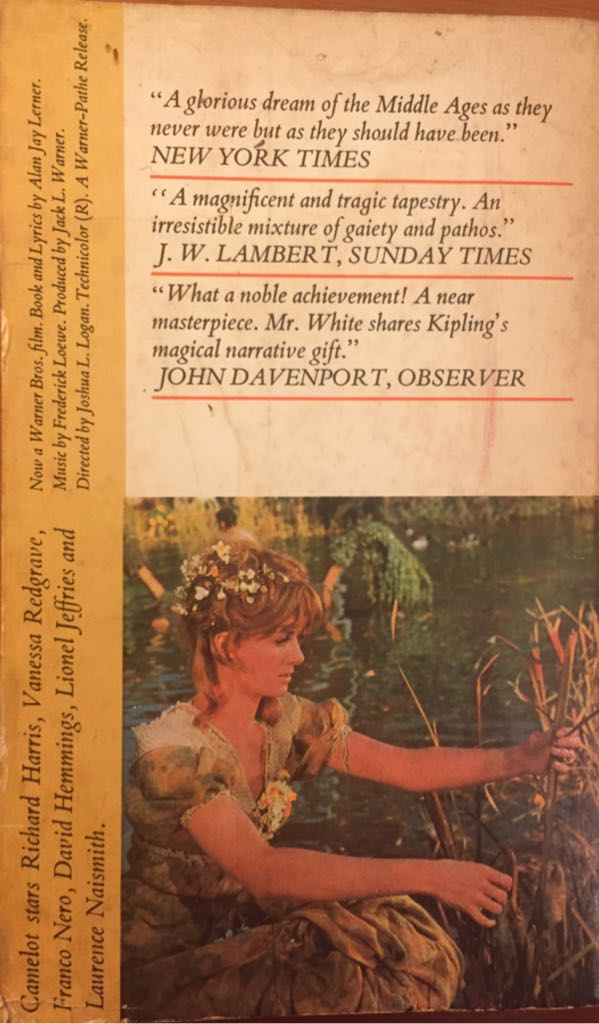 “A glorious dream of the Middle Ages as they
never were but as they should have been.”
NEW YORK TIMES
“A magnificent and tragic tapestry. An
irresistible mixture of gaiety and pathos.”
J. W. LAMBERT, SUNDAY TIMES
“What a noble achievement! A near
masterpiece. Mr. White shares Kipling's
magical narrative gift.”
JOHN DAVENPORT, OBSERVER
Now a Warner Bros. film. Book and Lyrics by Alan Jay Lerner.
Music by Frederick Loewe. Produced by Jack L. Warner.
Directed by Joshua L. Logan. Technicolor (R). A Warner-Pathe Release.
Camelot stars Richard Harris, Vanessa Redgrave,
Franco Nero, David Hemmings, Lionel Jeffries and
Laurence Naismith.